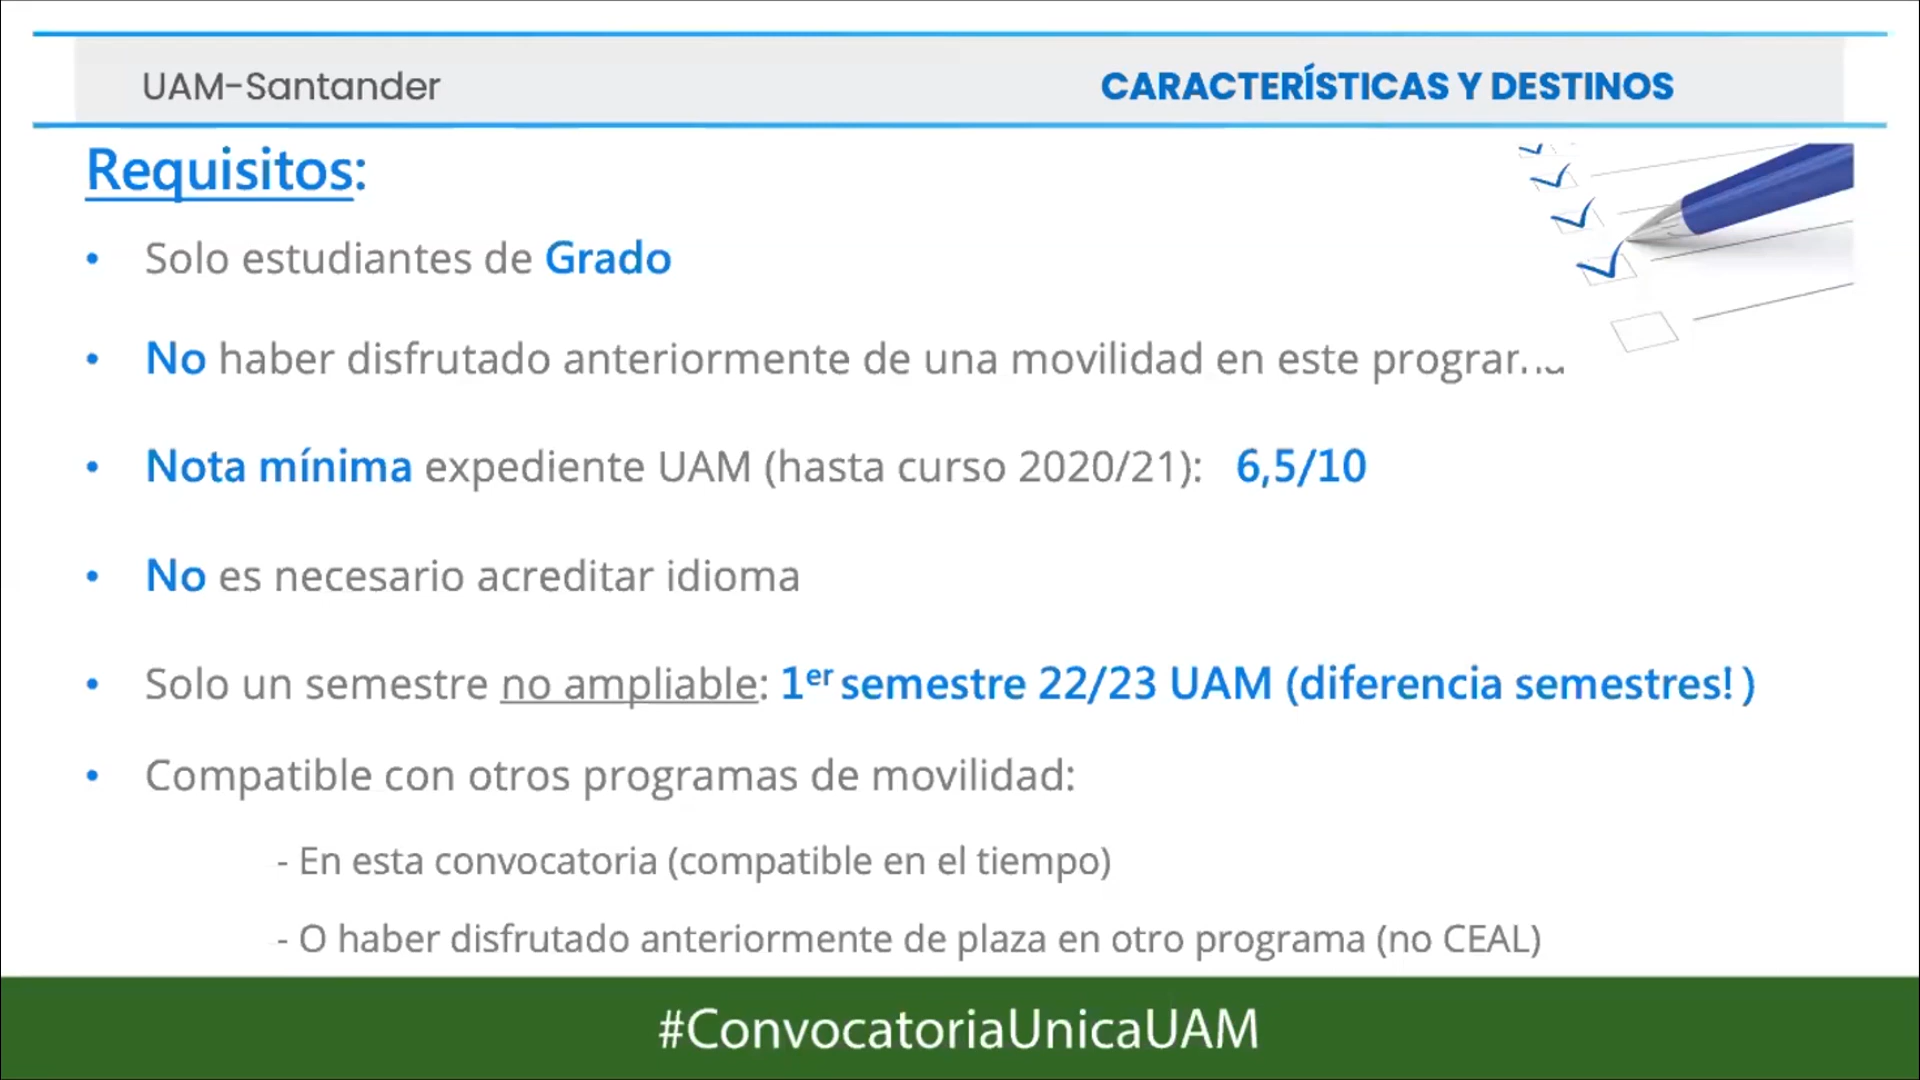 UAM-Santander
CARACTERÍSTICAS Y DESTINOS
Requisitos:
• Solo estudiantes de Grado
• No haber disfrutado anteriormente de una movilidad en este programa
• Nota mínima expediente UAM (hasta curso 2020/21): 6,5/10
• No es necesario acreditar idioma
• Solo un semestre no ampliable: 1er semestre 22/23 UAM (diferencia semestres! )
• Compatible con otros programas de movilidad:
- En esta convocatoria (compatible en el tiempo)
- O haber disfrutado anteriormente de plaza en otro programa (no CEAL)
#ConvocatoriaUnicaUAM